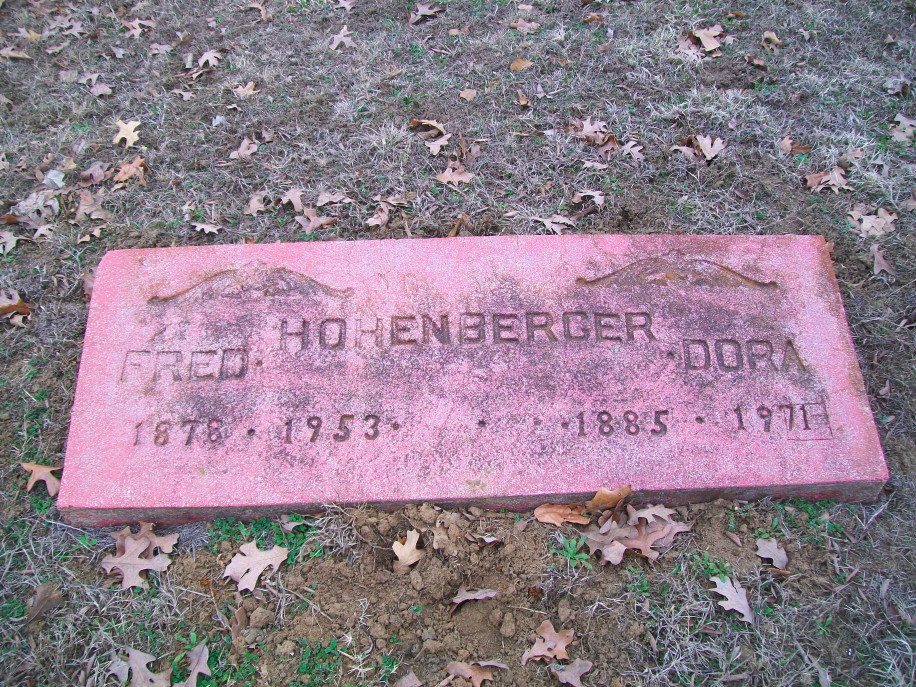 HOHENBERGER
FRED · · DORA
1878 · 1953 · · · · 1885 · 1971